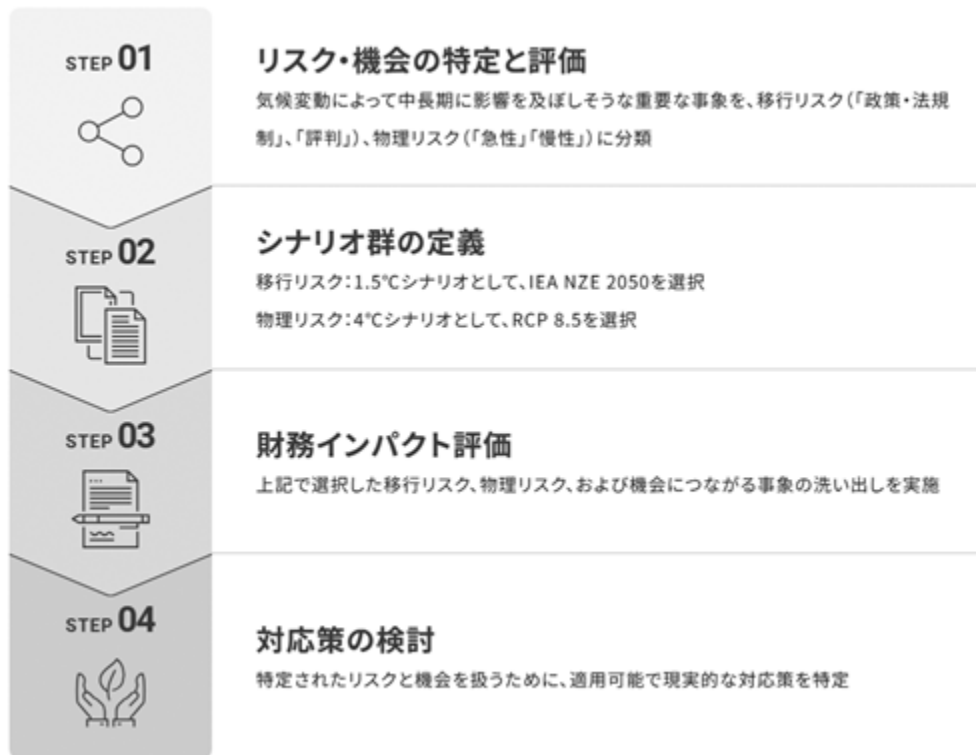 STEP 01
リスク・機会の特定と評価
気候変動によって中長期に影響を及ぼしそうな重要な事象を、移行リスク(「政策・法規
制」、「評判」)、物理リスク(「急性」「慢性」)に分類
STEP 02
シナリオ群の定義
移行リスク:1.5℃シナリオとして、IEA NZE 2050を選択
物理リスク:4℃シナリオとして、RCP 8.5を選択
STEP 03
財務インパクト評価
上記で選択した移行リスク、物理リスク、および機会につながる事象の洗い出しを実施
STEP 04
対応策の検討
特定されたリスクと機会を扱うために、適用可能で現実的な対応策を特定